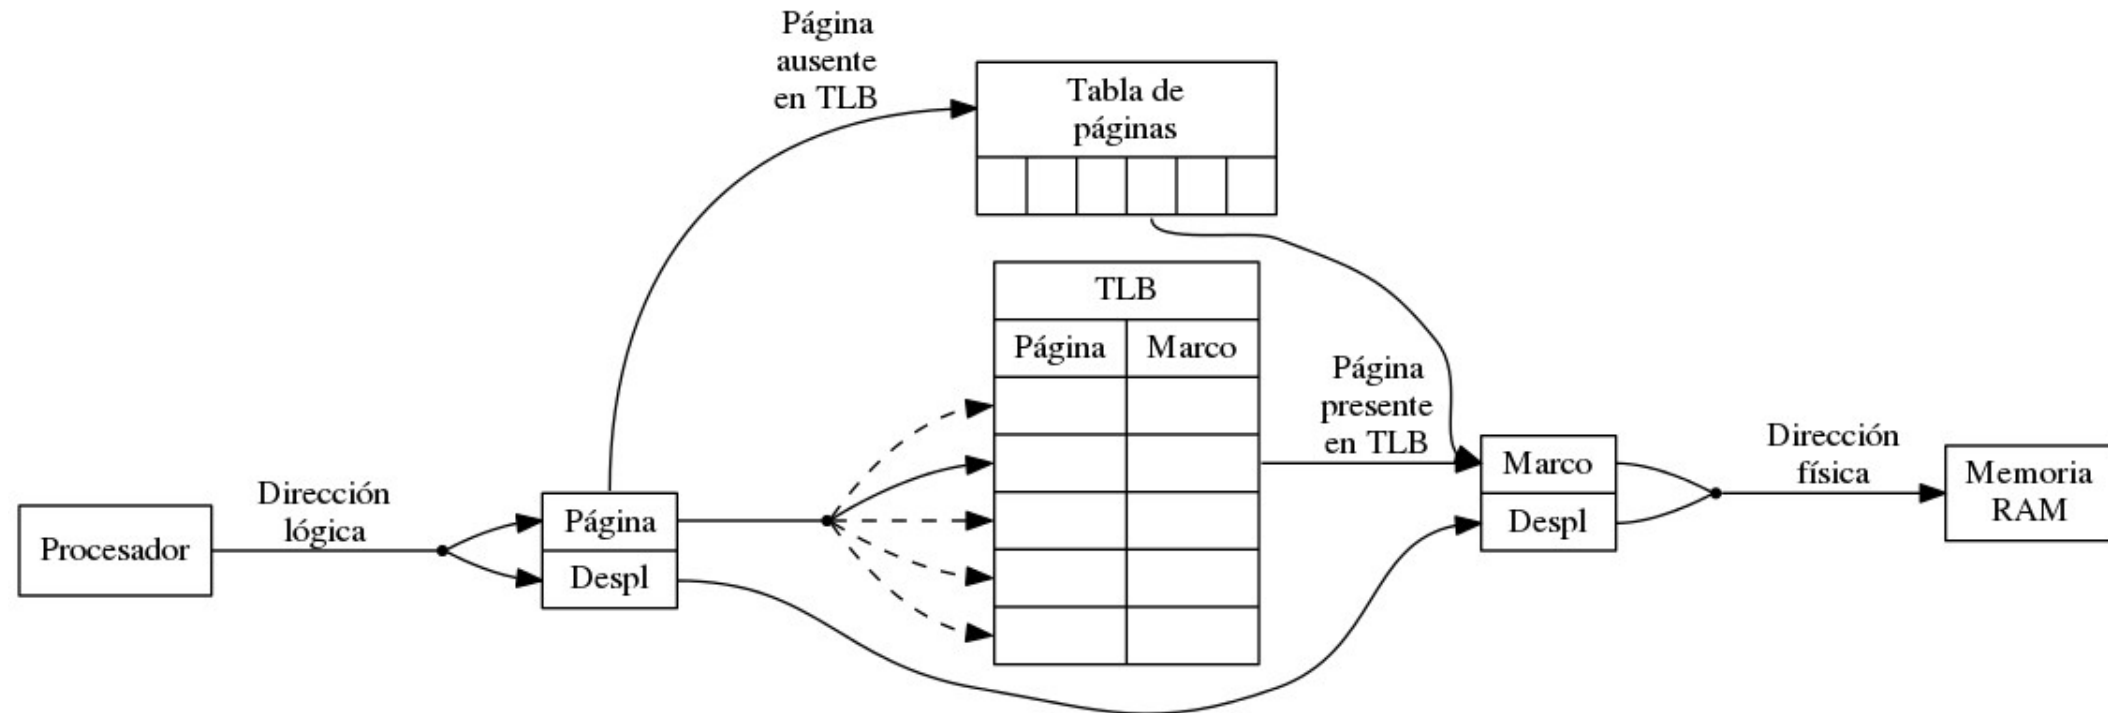 Página
ausente
en TLB
Tabla de
páginas
TLB
Página
Marco
Página
presente
en TLB
Dirección
lógica
Procesador
Página
Despl
Marco
Despl
Dirección
física
Memoria
RAM